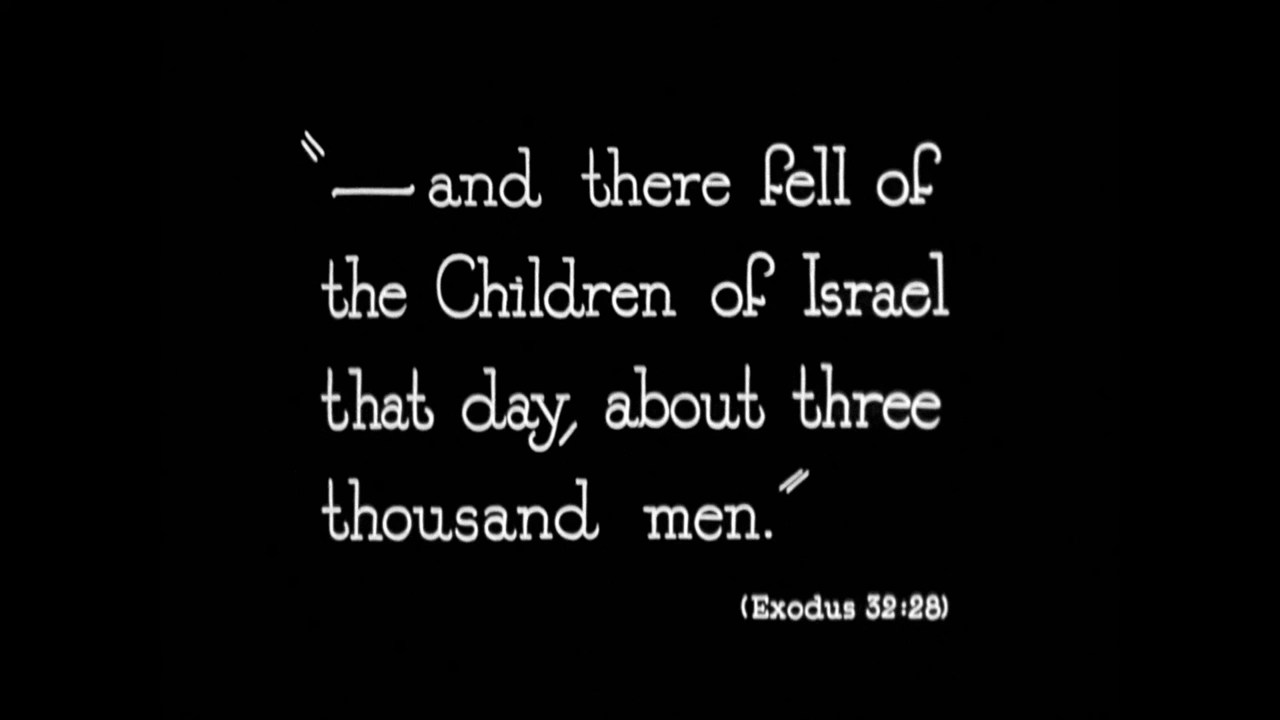 "—and there fell of
the Children of Israel
that day, about three
thousand men."
(Exodus 32:28)